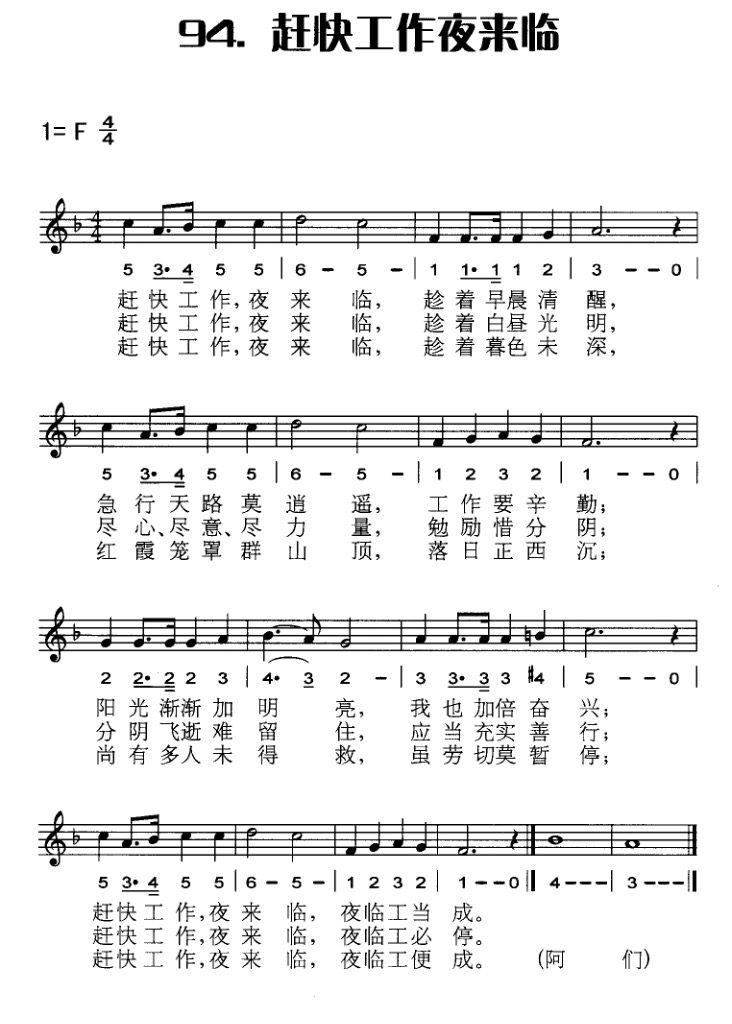 94. 赶快工作夜来临
1= F 4/4
5 3· 4 5 5 | 6 - 5 - | 1 1· 1 1 2 | 3 - - 0 |
赶快工作,夜来临, 趁着早晨清醒,
赶快工作,夜来临, 趁着白昼光明,
赶快工作,夜来临, 趁着暮色未深,
5 3· 4 5 5 | 6 - 5 - | 1 2 3 2 | 1 - - 0 |
急行天路莫逍遥, 工作要辛勤;
尽心、尽意、尽力量, 勉励惜分阴;
红霞笼罩群山顶, 落日正西沉;
2 2· 2 2 3 | 4· 3 2 - | 3 3· 3 3 #4 | 5 - - 0 |
阳光渐渐加明亮, 我也加倍奋兴;
分阴飞逝难留住, 应当充实善行;
尚有多人未得救, 虽劳切莫暂停;
5 3· 4 5 5 | 6 - 5 - | 1 2 3 2 | 1 - - 0 ‖ 4 - - - | 3 - - - ‖
赶快工作,夜来临, 夜临工当成。
赶快工作,夜来临, 夜临工必停。
赶快工作,夜来临, 夜临工便成。 (阿们)